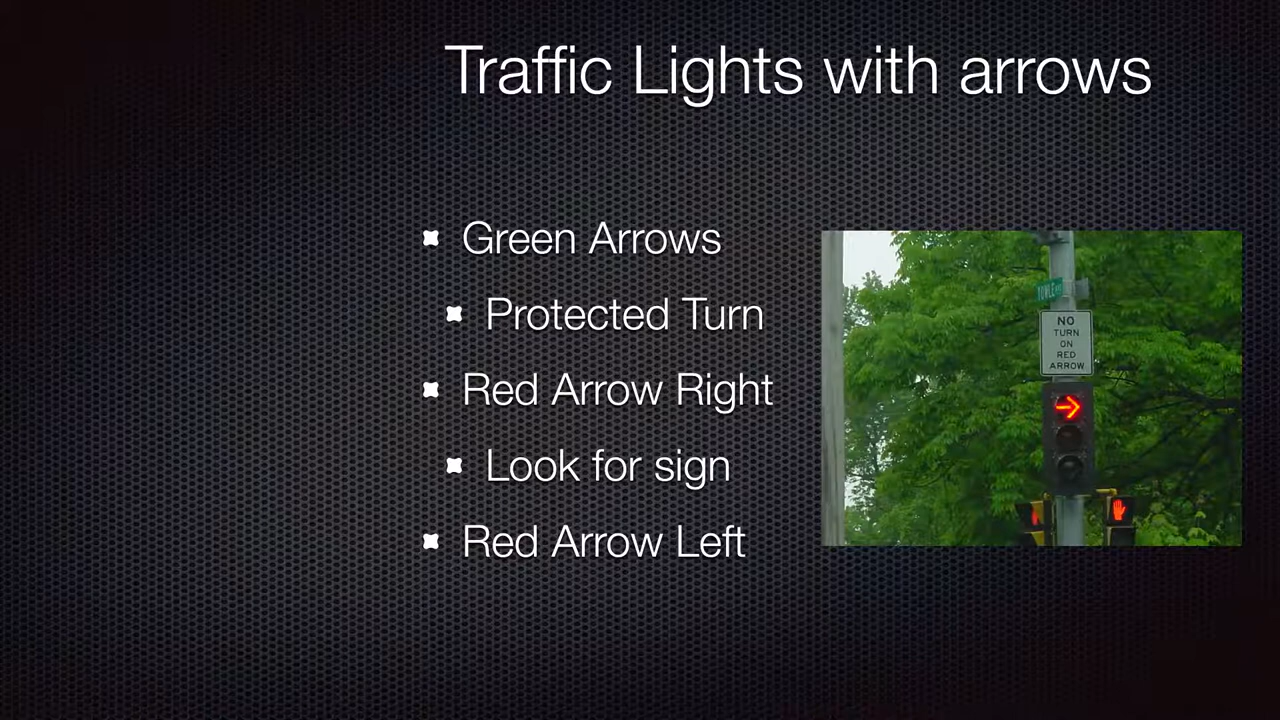 Traffic Lights with arrows
Green Arrows
Protected Turn
Red Arrow Right
Look for sign
Red Arrow Left
NO
TURN
ON
RED
ARROW